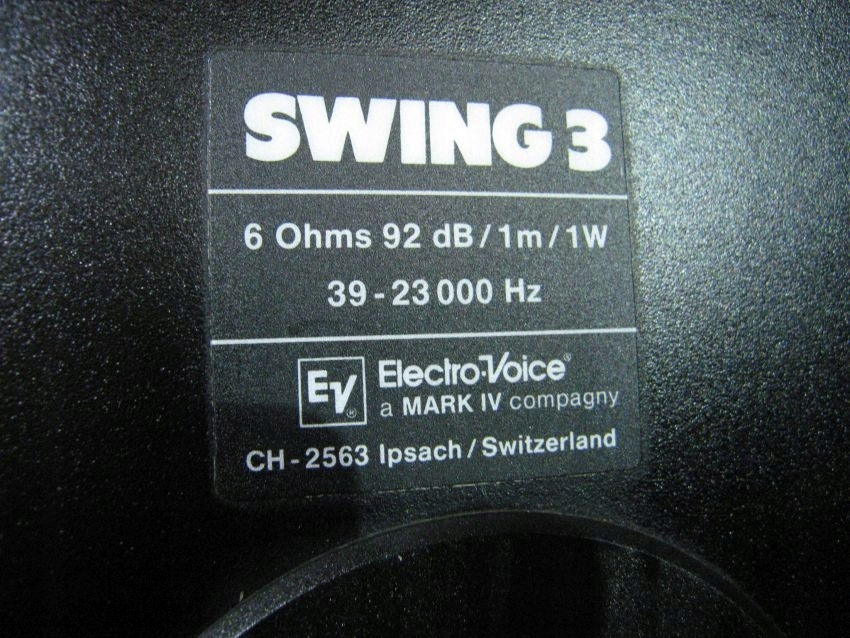 SWING 3
6 Ohms 92 dB / 1m / 1W
39 - 23 000 Hz
EV® Electro-Voice®
a MARK IV compagny
CH - 2563 Ipsach / Switzerland